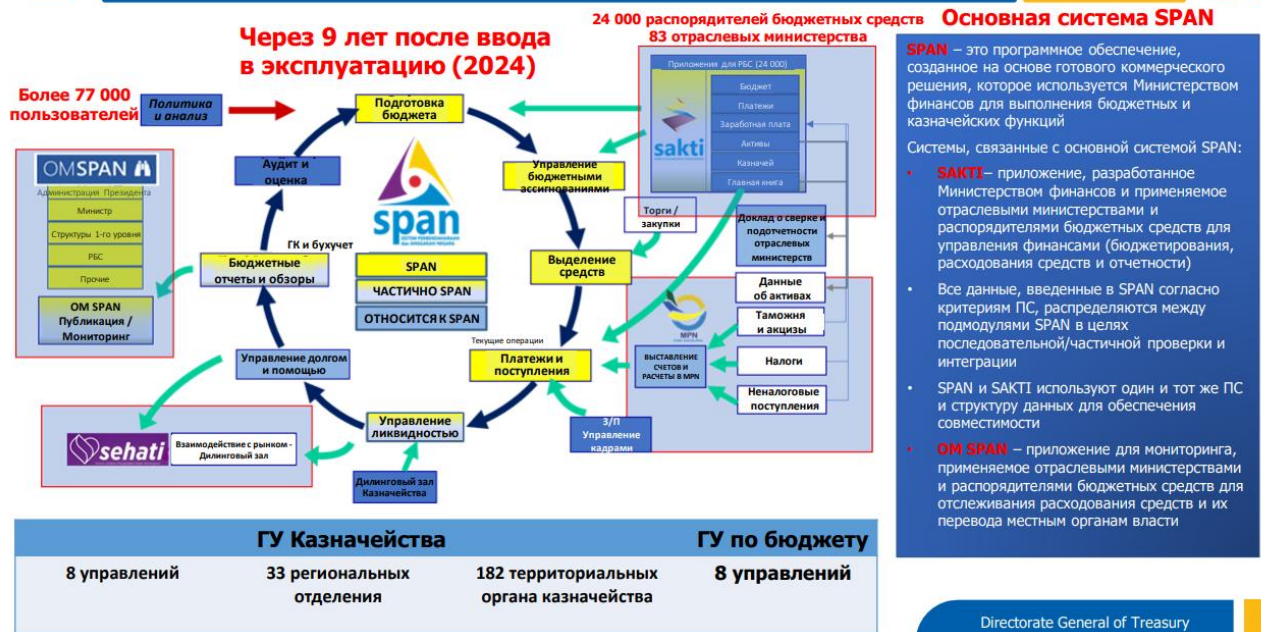 24 000 распорядителей бюджетных средств
83 отраслевых министерства
Основная система SPAN
Через 9 лет после ввода
в эксплуатацию (2024)
Более 77 000
пользователей
Политика
и анализ
Подготовка
бюджета
Приложения для РБС (24 000)
Бюджет
Платежи
Заработная плата
Активы
Казначей
Главная книга
sakti
OMSPAN
Администрация Президента
Министр
Структуры 1-го уровня
РБС
Прочие
ОМ SPAN
Публикация /
Мониторинг
Аудит и
оценка
span
Управление
бюджетными
ассигнованиями
Торги /
закупки
Доклад о сверке и
подотчетности
отраслевых
министерств
ГК и бухучет
Бюджетные
отчеты и обзоры
SPAN
ЧАСТИЧНО SPAN
ОТНОСИТСЯ К SPAN
Выделение
средств
Данные
об активах
MPN
Таможня
и акцизы
Текущие операции
Платежи и
поступления
ВЫСТАВЛЕНИЕ
СЧЕТОВ И
РАСЧЕТЫ В MPN
Налоги
Неналоговые
поступления
Управление долгом
и помощью
Управление
ликвидностью
З/П
Управление
кадрами
sehati
Взаимодействие с рынком -
Дилинговый зал
Дилинговый зал
Казначейства
SPAN – это программное обеспечение,
созданное на основе готового коммерческого
решения, которое используется Министерством
финансов для выполнения бюджетных и
казначейских функций
Системы, связанные с основной системой SPAN:
• SAKTI– приложение, разработанное
Министерством финансов и применяемое
отраслевыми министерствами и
распорядителями бюджетных средств для
управления финансами (бюджетирования,
расходования средств и отчетности)
• Все данные, введенные в SPAN согласно
критериям ПС, распределяются между
подмодулями SPAN в целях
последовательной/частичной проверки и
интеграции
• SPAN и SAKTI используют один и тот же ПС
и структуру данных для обеспечения
совместимости
• OM SPAN – приложение для мониторинга,
применяемое отраслевыми министерствами
и распорядителями бюджетных средств для
отслеживания расходования средств и их
перевода местным органам власти
ГУ Казначейства
ГУ по бюджету
8 управлений
33 региональных
отделения
182 территориальных
органа казначейства
8 управлений
Directorate General of Treasury